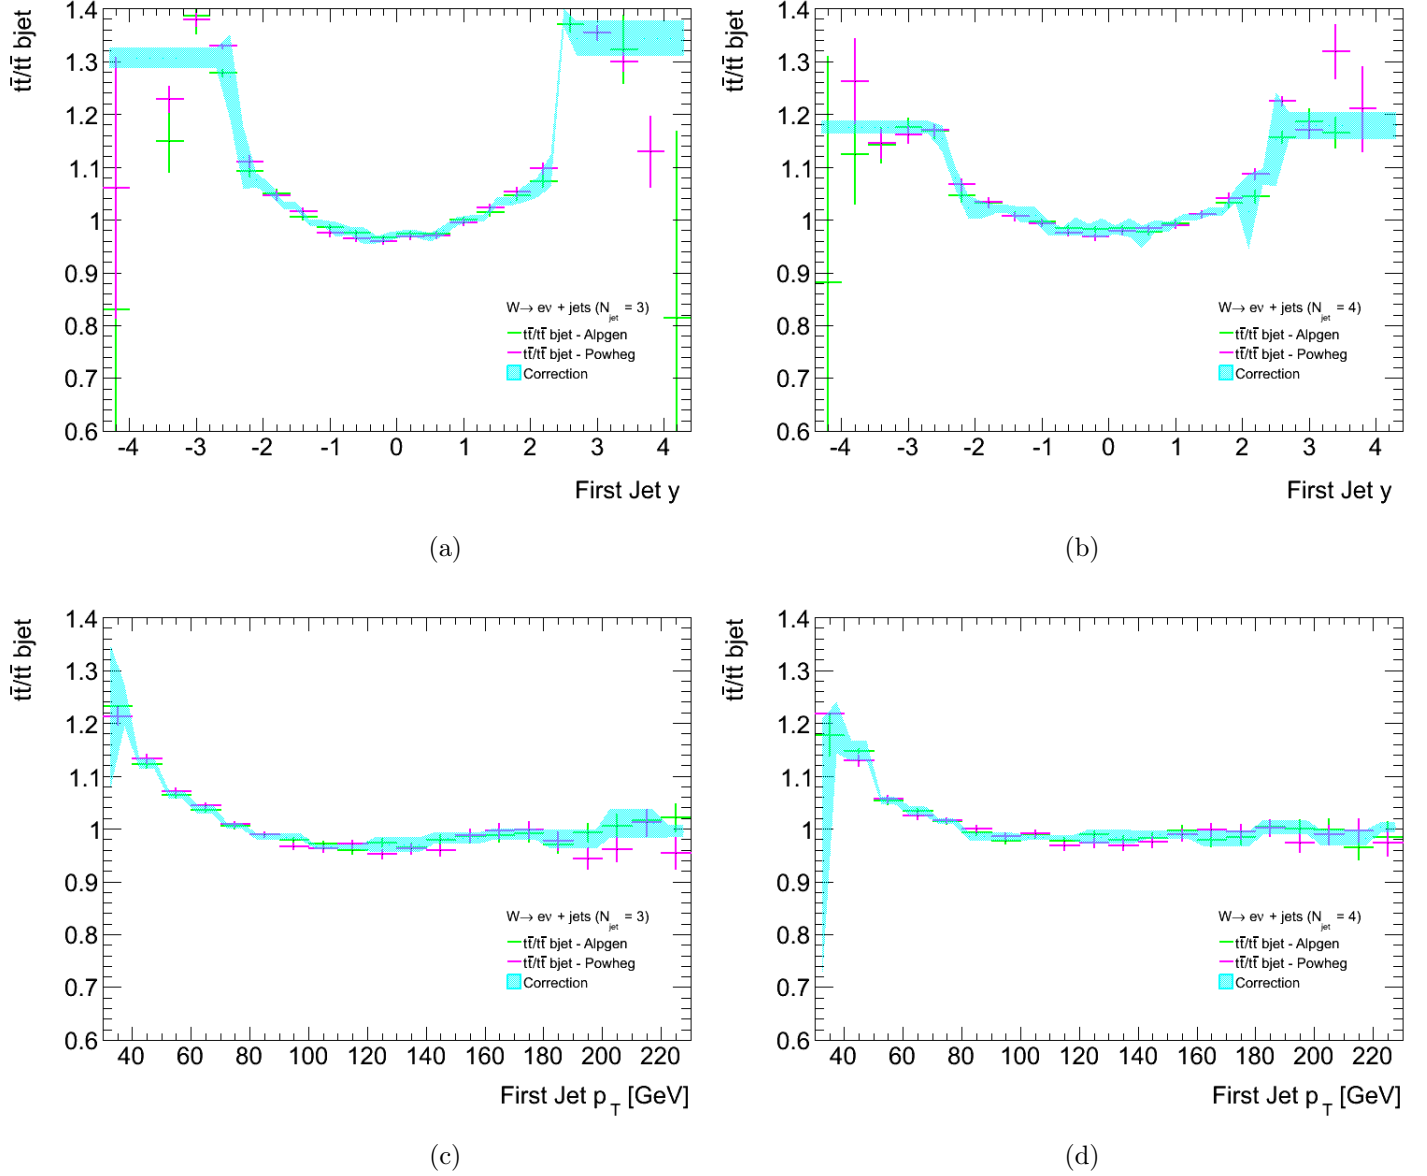 1.4
1.3
1.2
1.1
1
0.9
0.8
0.7
0.6
tt̄/tt̄ bjet
W→ eν + jets (N_jet = 3)
tt̄/tt̄ bjet - Alpgen
tt̄/tt̄ bjet - Powheg
Correction
-4 -3 -2 -1 0 1 2 3 4
First Jet y
(a)
1.4
1.3
1.2
1.1
1
0.9
0.8
0.7
0.6
tt̄/tt̄ bjet
W→ eν + jets (N_jet = 4)
tt̄/tt̄ bjet - Alpgen
tt̄/tt̄ bjet - Powheg
Correction
-4 -3 -2 -1 0 1 2 3 4
First Jet y
(b)
1.4
1.3
1.2
1.1
1
0.9
0.8
0.7
0.6
tt̄/tt̄ bjet
W→ eν + jets (N_jet = 3)
tt̄/tt̄ bjet - Alpgen
tt̄/tt̄ bjet - Powheg
Correction
40 60 80 100 120 140 160 180 200 220
First Jet p_T [GeV]
(c)
1.4
1.3
1.2
1.1
1
0.9
0.8
0.7
0.6
tt̄/tt̄ bjet
W→ eν + jets (N_jet = 4)
tt̄/tt̄ bjet - Alpgen
tt̄/tt̄ bjet - Powheg
Correction
40 60 80 100 120 140 160 180 200 220
First Jet p_T [GeV]
(d)